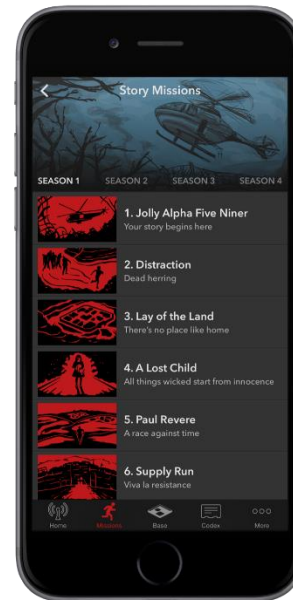 Story Missions
SEASON 1 SEASON 2 SEASON 3 SEASON 4
1. Jolly Alpha Five Niner
Your story begins here
2. Distraction
Dead herring
3. Lay of the Land
There's no place like home
4. A Lost Child
All things wicked start from innocence
5. Paul Revere
A race against time
6. Supply Run
Viva la resistance
Home Missions Base Codex More